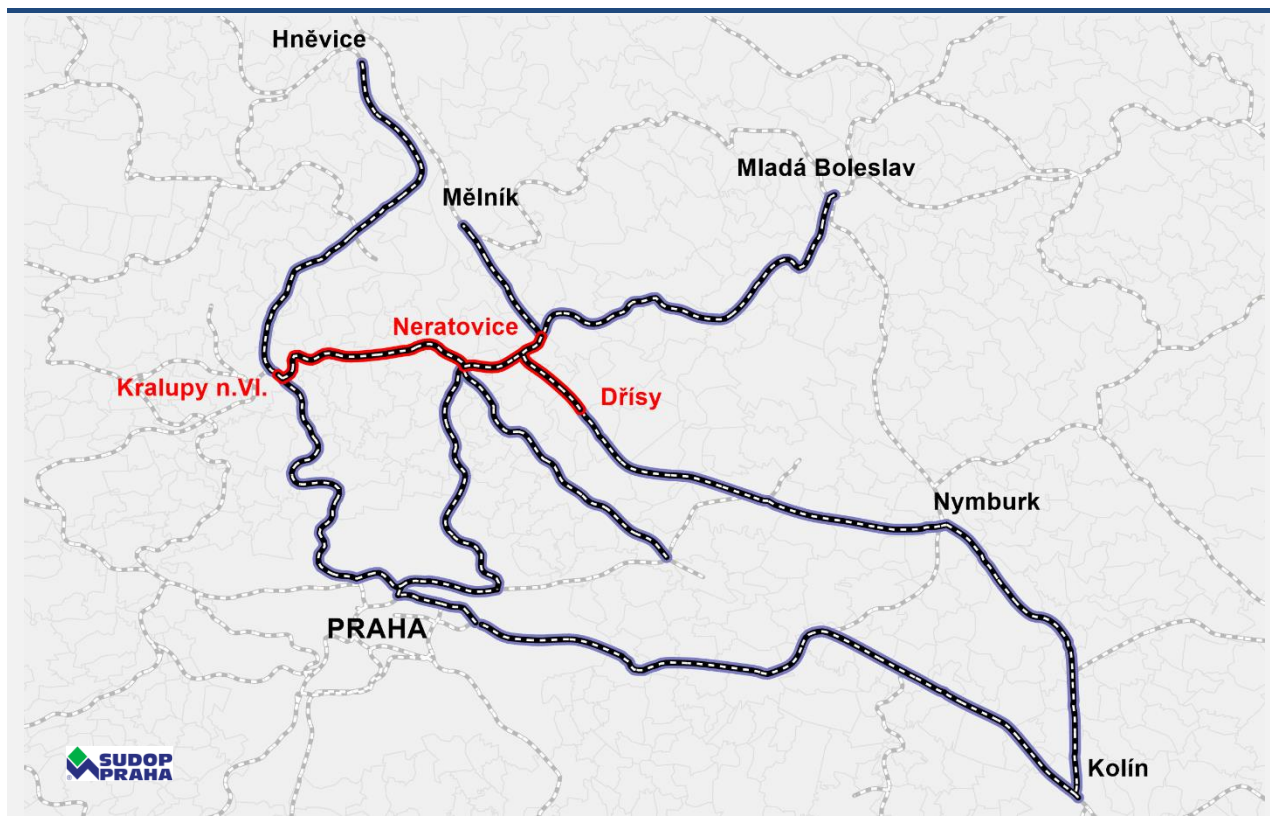 Hněvice
Mladá Boleslav
Mělník
Neratovice
Kralupy n.Vl.
Dřísy
Nymburk
PRAHA
SUDOP
PRAHA
Kolín